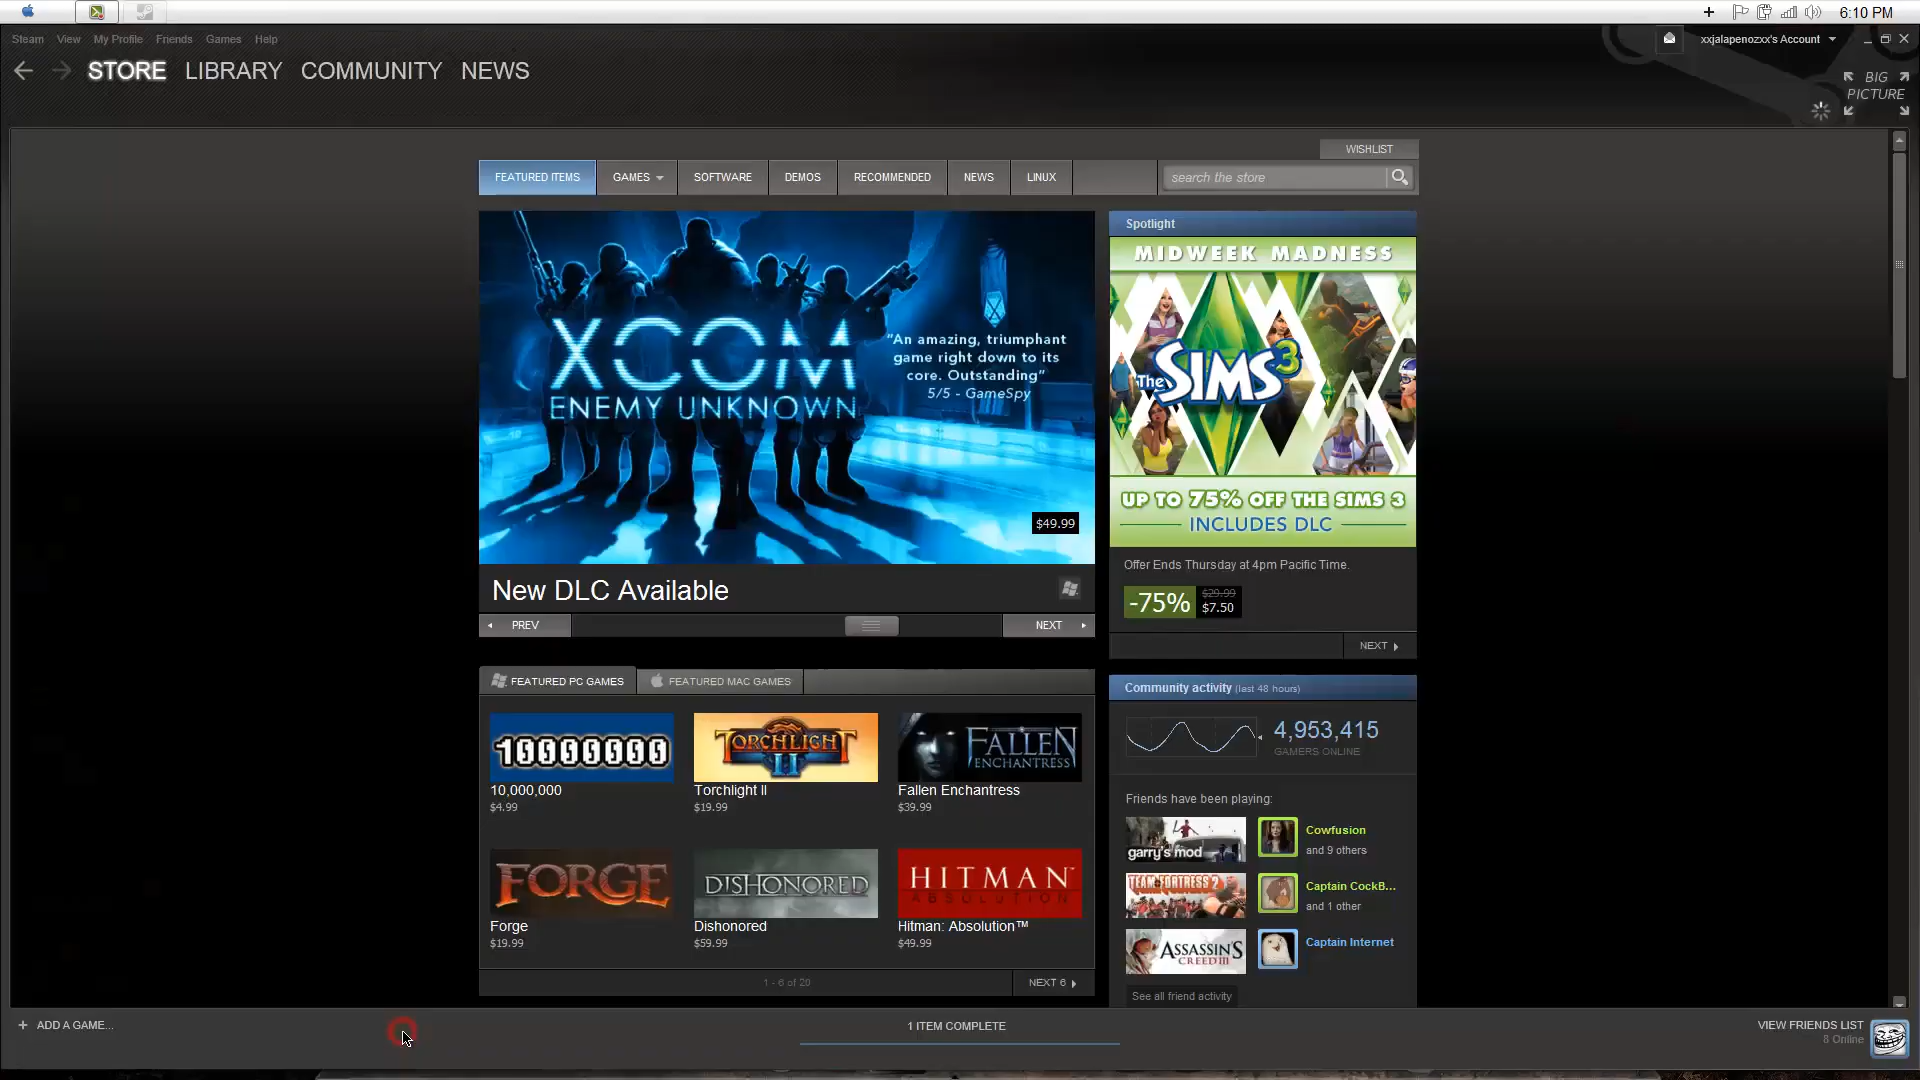 6:10 PM
Steam View My Profile Friends Games Help
xxjalapenozxx's Account
STORE LIBRARY COMMUNITY NEWS
BIG
PICTURE
WISHLIST
FEATURED ITEMS GAMES SOFTWARE DEMOS RECOMMENDED NEWS LINUX
search the store
XCOM
ENEMY UNKNOWN
"An amazing, triumphant
game right down to its
core. Outstanding"
5/5 - GameSpy
$49.99
New DLC Available
PREV
NEXT
Spotlight
MIDWEEK MADNESS
The SIMS 3
UP TO 75% OFF THE SIMS 3
INCLUDES DLC
Offer Ends Thursday at 4pm Pacific Time.
-75%
$29.99
$7.50
NEXT
FEATURED PC GAMES
FEATURED MAC GAMES
10000000
TORCHLIGHT II
FALLEN
ENCHANTRESS
10,000,000
$4.99
Torchlight II
$19.99
Fallen Enchantress
$39.99
FORGE
DISHONORED
HITMAN
ABSOLUTION
Forge
$19.99
Dishonored
$59.99
Hitman: Absolution™
$49.99
1 - 6 of 20
NEXT 6
Community activity (last 48 hours)
4,953,415
GAMERS ONLINE
Friends have been playing:
garry's mod
Cowfusion
and 9 others
TEAM FORTRESS 2
Captain CockB...
and 1 other
ASSASSIN'S
CREED III
Captain Internet
See all friend activity
+ ADD A GAME...
1 ITEM COMPLETE
VIEW FRIENDS LIST
8 Online